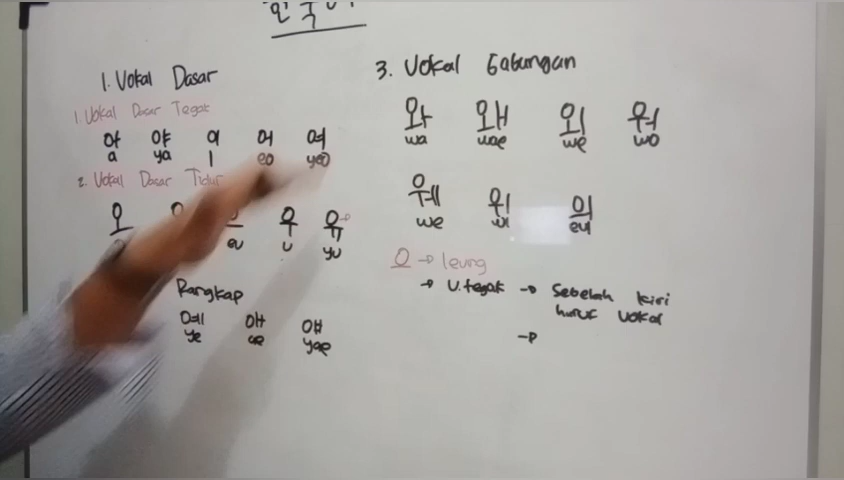 1. Vokal Dasar
1. Vokal Dasar Tegak
아 야 이 어 여
a ya i eo yeo
2. Vokal Dasar Tidur
오 으 우 유
eu u yu
Rangkap
예 애 얘
ye ae yae
3. Vokal Gabungan
와 왜 외 워
wa wae we wo
웨 위 의
we wi eui
ㅇ → Ieung
→ V. tegak → Sebelah kiri
huruf vokal
→